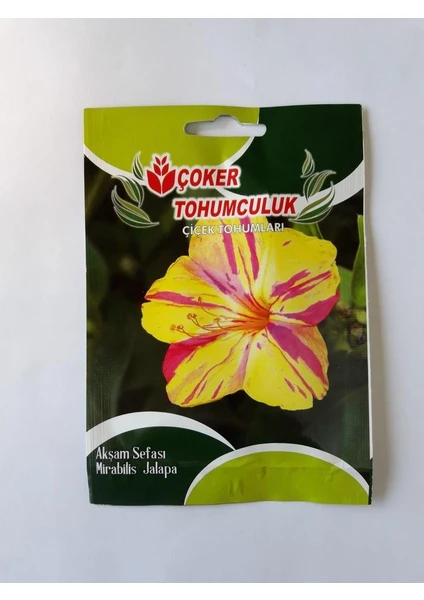 ÇOKER
TOHUMCULUK
ÇİÇEK TOHUMLARI
Akşam Sefası
Mirabilis Jalapa